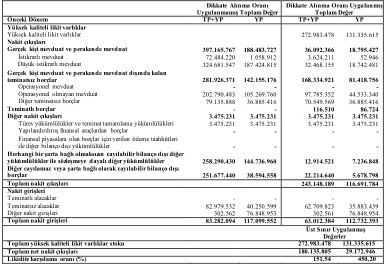 Dikkate Alınma Oranı Uygulanmamış Toplam Değer Dikkate Alınma Oranı Uygulanmış Toplam Değer
Önceki Dönem TP+YP YP TP+YP YP
Yüksek kaliteli likit varlıklar
Yüksek kaliteli likit varlıklar 272.983.478 131.335.615
Nakit çıkışları
Gerçek kişi mevduat ve perakende mevduat 397.165.767 188.483.727 36.092.366 18.795.427
İstikrarlı mevduat 72.484.220 1.058.912 3.624.211 52.946
Düşük istikrarlı mevduat 324.681.547 187.424.815 32.468.155 18.742.481
Gerçek kişi mevduat ve perakende mevduat dışında kalan
teminatsız borçlar 281.926.371 142.155.176 168.334.921 81.418.756
Operasyonel mevduat - - - -
Operasyonel olmayan mevduat 202.790.483 105.269.760 97.785.352 44.533.340
Diğer teminatsız borçlar 79.135.888 36.885.416 70.549.569 36.885.416
Teminatlı borçlar 116.510 86.724
Diğer nakit çıkışları 3.475.231 3.475.231 3.475.231 3.475.231
Türev yükümlülükler ve teminat tamamlama yükümlülükleri 3.475.231 3.475.231 3.475.231 3.475.231
Yapılandırılmış finansal araçlardan borçlar - - - -
Finansal piyasalara olan borçlar için verilen ödeme taahhütleri
ile diğer bilanço dışı yükümlülükler - - - -
Herhangi bir şarta bağlı olmaksızın cayılabilir bilanço dışı diğer
yükümlülükler ile sözleşmeye dayalı diğer yükümlülükler 258.290.430 144.736.960 12.914.521 7.236.848
Diğer cayılamaz veya şarta bağlı olarak cayılabilir bilanço dışı
borçlar 251.677.440 38.594.558 22.214.640 5.678.798
Toplam nakit çıkışları 243.148.189 116.691.784
Nakit girişleri
Teminatlı alacaklar - - - -
Teminatsız alacaklar 82.979.532 40.250.599 62.709.823 35.883.439
Diğer nakit girişleri 302.562 76.848.953 302.561 76.848.954
Toplam nakit girişleri 83.282.094 117.099.552 63.012.384 112.732.393
Üst Sınır Uygulanmış Değerler
Toplam yüksek kaliteli likit varlıklar stoku 272.983.478 131.335.615
Toplam net nakit çıkışları 180.135.805 29.172.946
Likidite karşılama oranı (%) 151,54 450,20